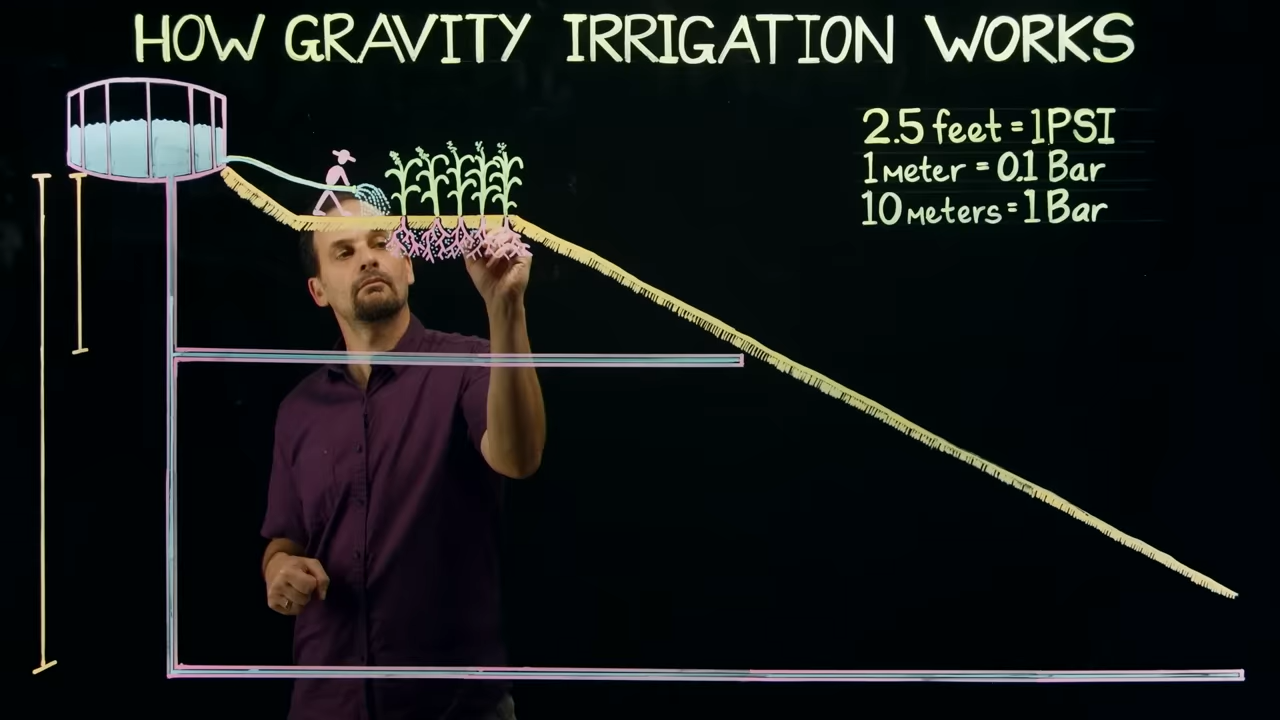 HOW GRAVITY IRRIGATION WORKS
2.5 feet = 1PSI
1 meter = 0.1 Bar
10 meters = 1 Bar